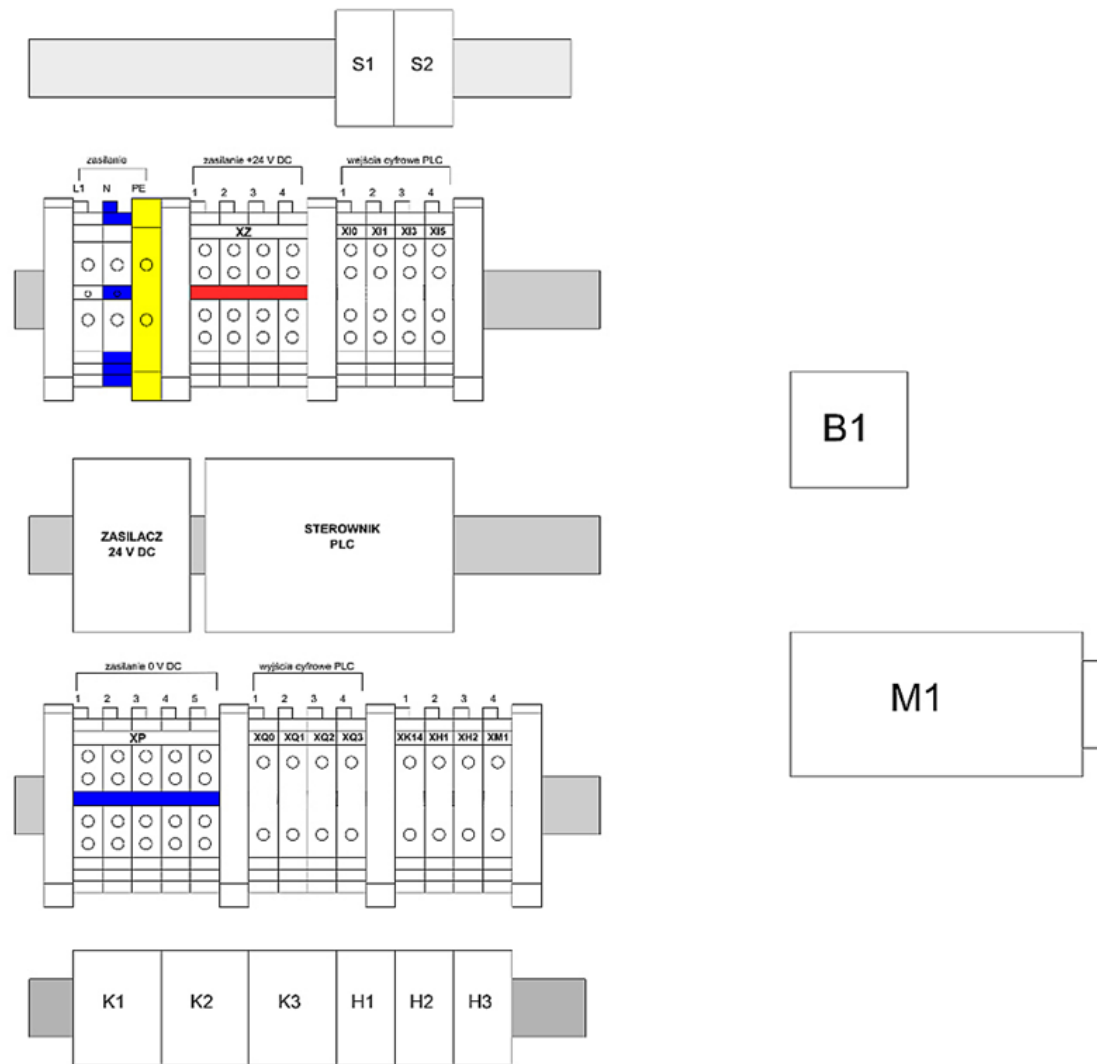 S1 S2
zasilanie zasilanie +24 V DC wejścia cyfrowe PLC
L1 N PE 1 2 3 4 1 2 3 4
XZ XI0 XI1 XI3 XI5
B1
ZASILACZ
24 V DC
STEROWNIK
PLC
M1
zasilanie 0 V DC wyjścia cyfrowe PLC
1 2 3 4 5 1 2 3 4 1 2 3 4
XP XQ0 XQ1 XQ2 XQ3 XK14 XH1 XH2 XM1
K1 K2 K3 H1 H2 H3